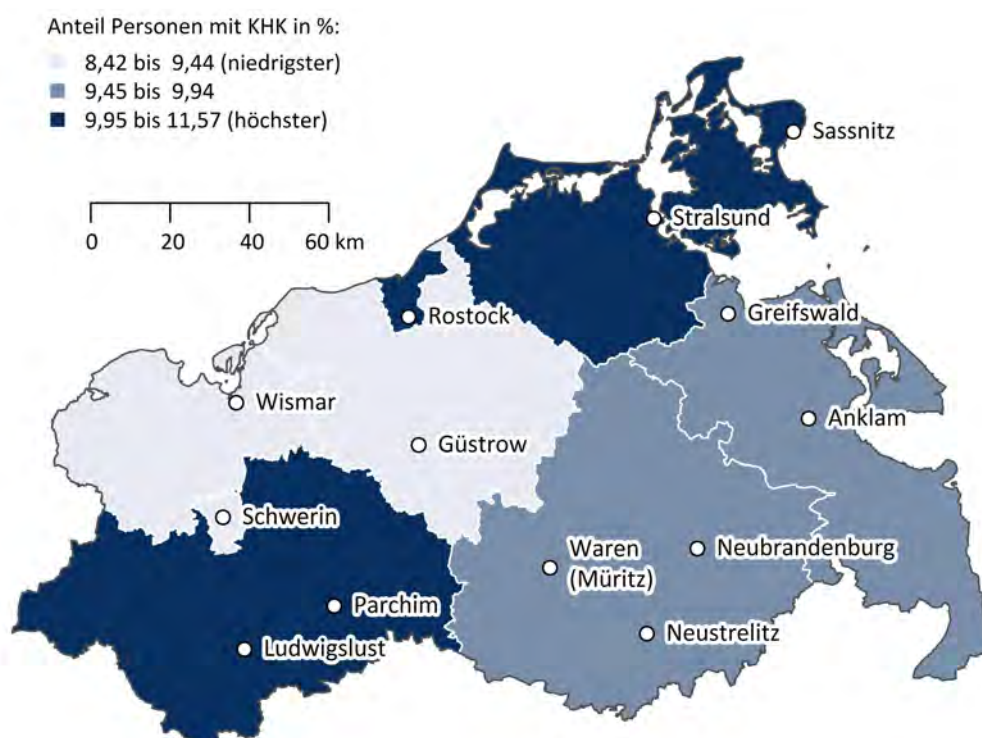 Anteil Personen mit KHK in %:
8,42 bis 9,44 (niedrigster)
9,45 bis 9,94
9,95 bis 11,57 (höchster)
0 20 40 60 km
Sassnitz
Stralsund
Rostock
Greifswald
Wismar
Anklam
Güstrow
Schwerin
Waren
(Müritz)
Neubrandenburg
Parchim
Neustrelitz
Ludwigslust